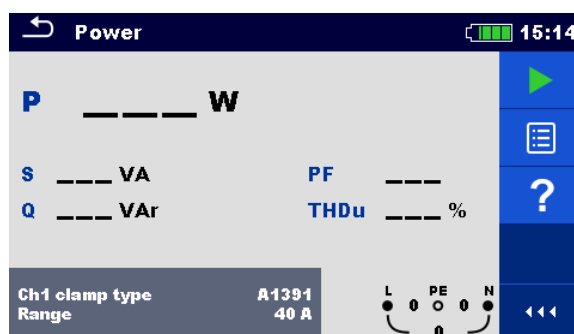 Power 15:14
P ___ W
S ___ VA PF ___
Q ___ VAr THDu ___ %
?
Ch1 clamp type A1391
Range 40 A
L PE N
0 0
0